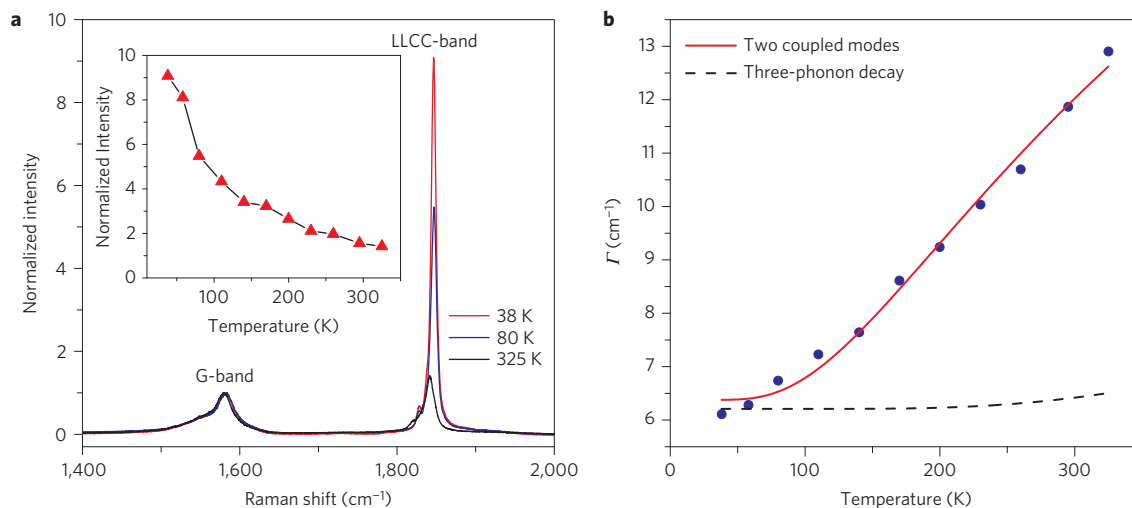 a
10
8
6
4
2
0
Normalized intensity
1,400
1,600
1,800
2,000
Raman shift (cm⁻¹)
LLCC-band
G-band
38 K
80 K
325 K
10
8
6
4
2
0
Normalized Intensity
100
200
300
Temperature (K)
b
13
12
11
10
9
8
7
6
Γ (cm⁻¹)
0
100
200
300
Temperature (K)
Two coupled modes
Three-phonon decay